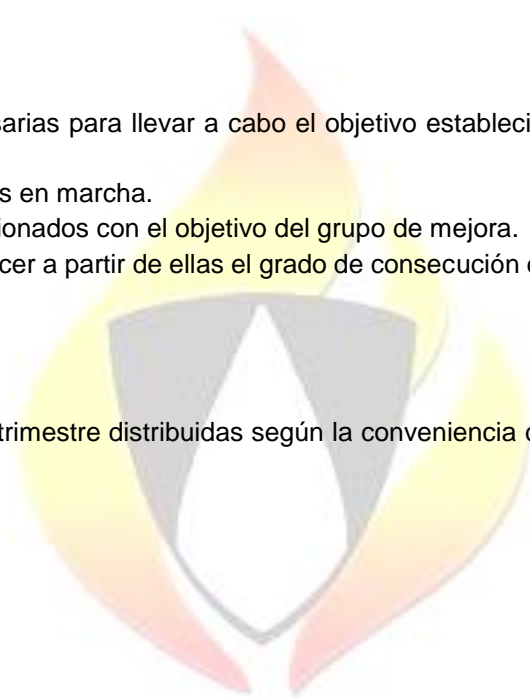 sarias para llevar a cabo el objetivo estableci
s en marcha.
ionados con el objetivo del grupo de mejora.
cer a partir de ellas el grado de consecución
trimestre distribuidas según la conveniencia